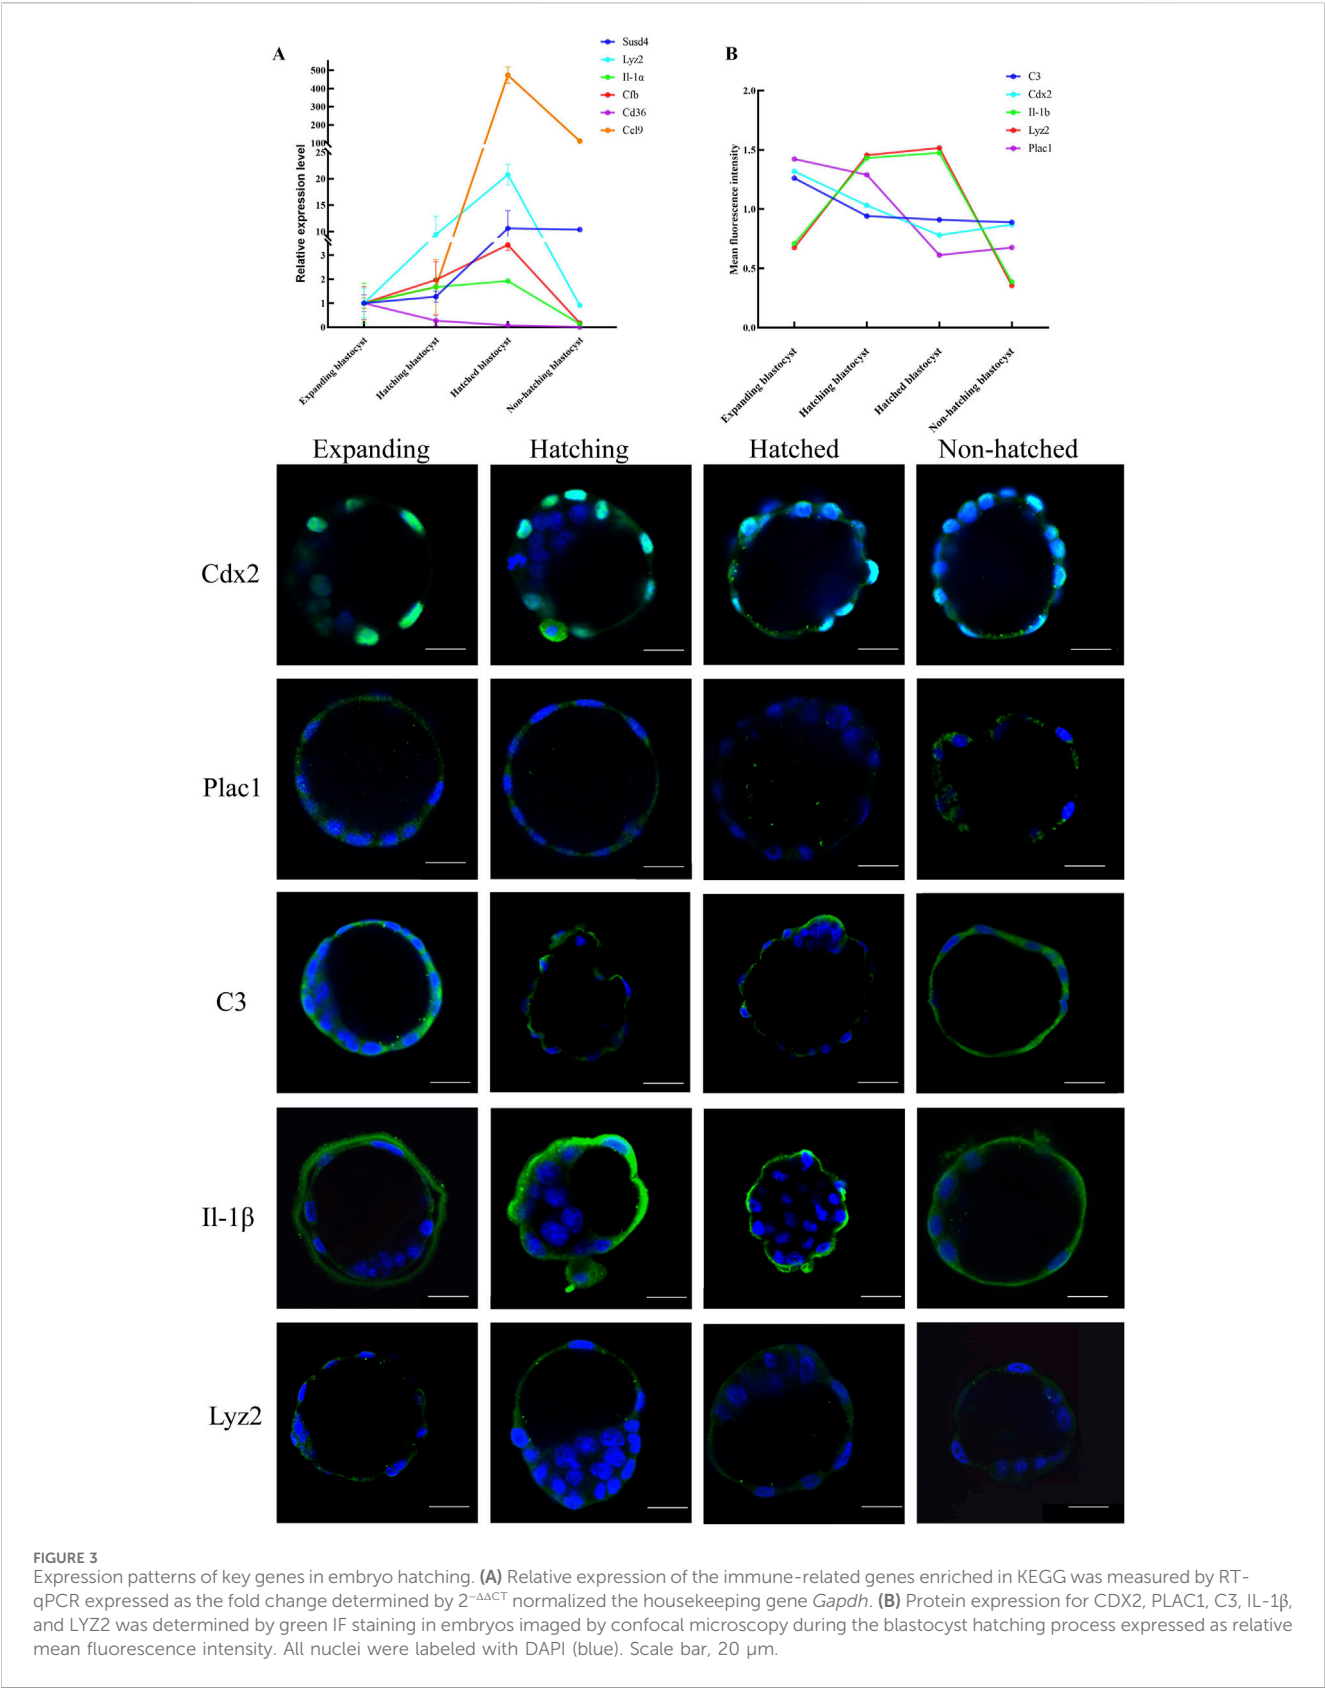 A
Susd4
Lyz2
Il-1α
Cfb
Cd36
Ccl9
Relative expression level
500
400
300
200
100
25
20
15
10
3
2
1
0
Expanding blastocyst
Hatching blastocyst
Hatched blastocyst
Non-hatching blastocyst
B
C3
Cdx2
Il-1b
Lyz2
Plac1
Mean fluorescence intensity
2.0
1.5
1.0
0.5
0.0
Expanding blastocyst
Hatching blastocyst
Hatched blastocyst
Non-hatching blastocyst
Expanding Hatching Hatched Non-hatched
Cdx2
Plac1
C3
Il-1β
Lyz2
FIGURE 3
Expression patterns of key genes in embryo hatching. (A) Relative expression of the immune-related genes enriched in KEGG was measured by RT-
qPCR expressed as the fold change determined by 2−ΔΔCT normalized the housekeeping gene Gapdh. (B) Protein expression for CDX2, PLAC1, C3, IL-1β,
and LYZ2 was determined by green IF staining in embryos imaged by confocal microscopy during the blastocyst hatching process expressed as relative
mean fluorescence intensity. All nuclei were labeled with DAPI (blue). Scale bar, 20 μm.